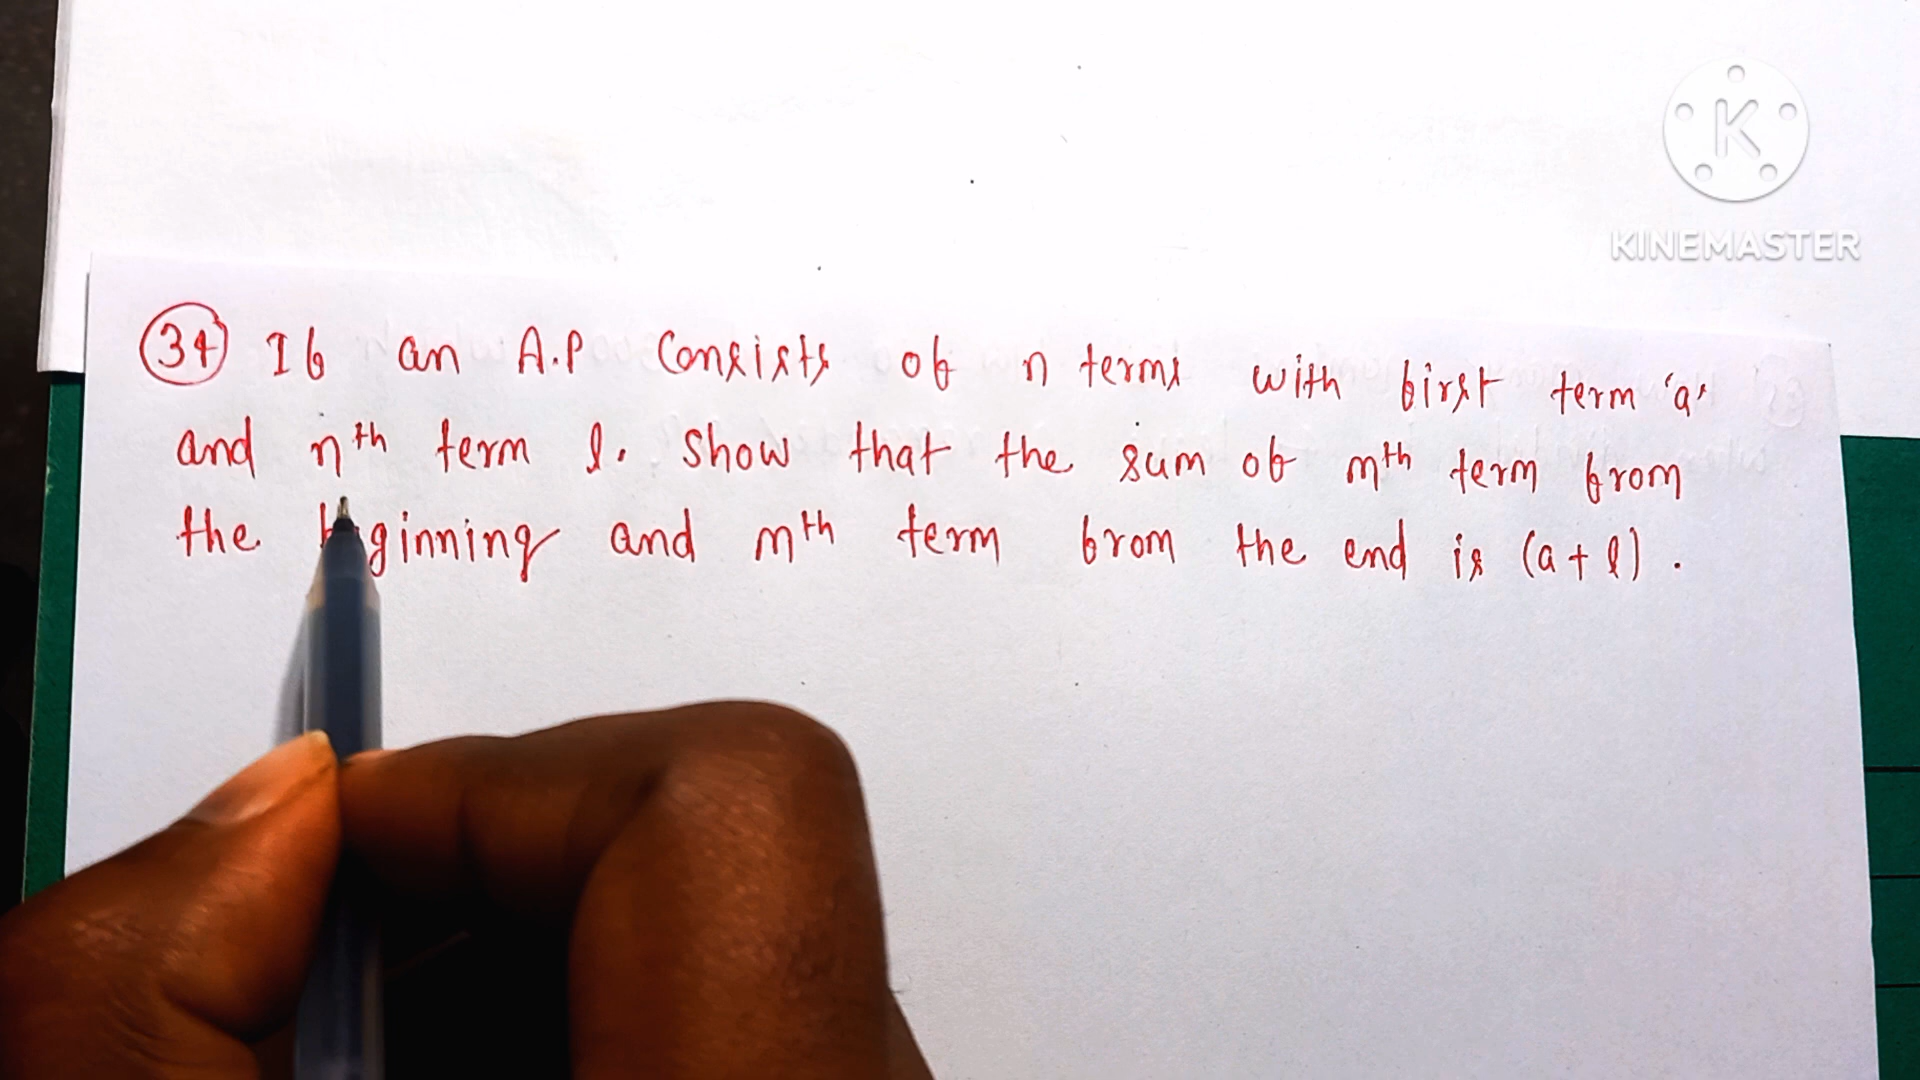 K
KINEMASTER
34 If an A.P Consists of n terms with first term 'a'
and nth term l. Show that the sum of mth term from
the beginning and mth term from the end is (a + l).